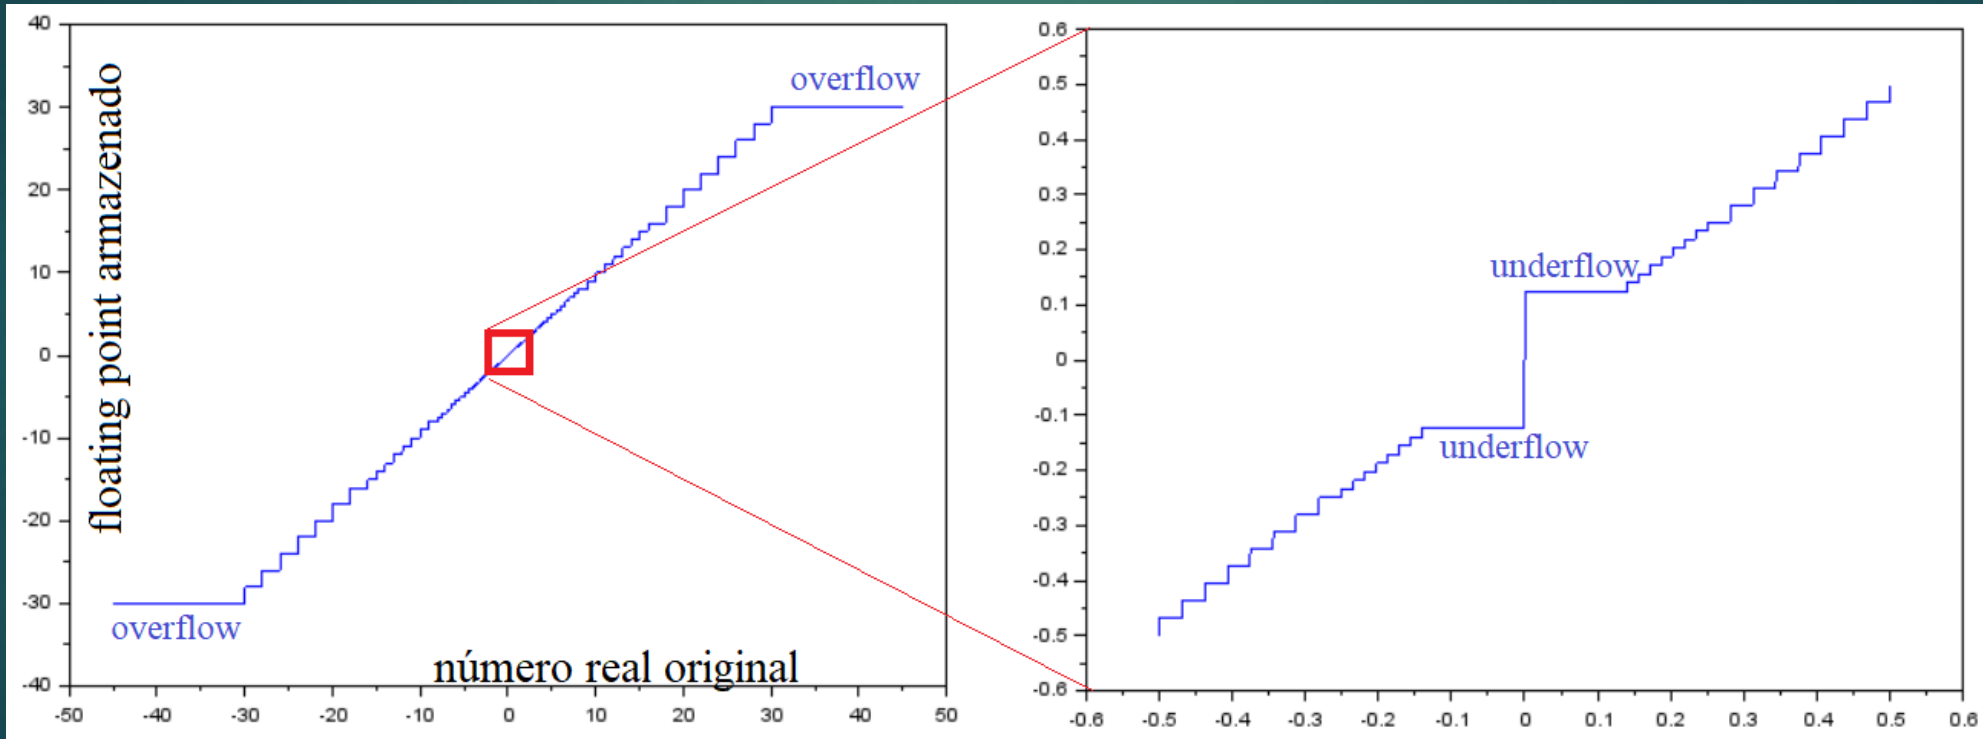 40
30
20
10
0
-10
-20
-30
-40
floating point armazenado
overflow
overflow
número real original
-50 -40 -30 -20 -10 0 10 20 30 40 50
0.6
0.5
0.4
0.3
0.2
0.1
0
-0.1
-0.2
-0.3
-0.4
-0.5
-0.6
underflow
underflow
-0.6 -0.5 -0.4 -0.3 -0.2 -0.1 0 0.1 0.2 0.3 0.4 0.5 0.6